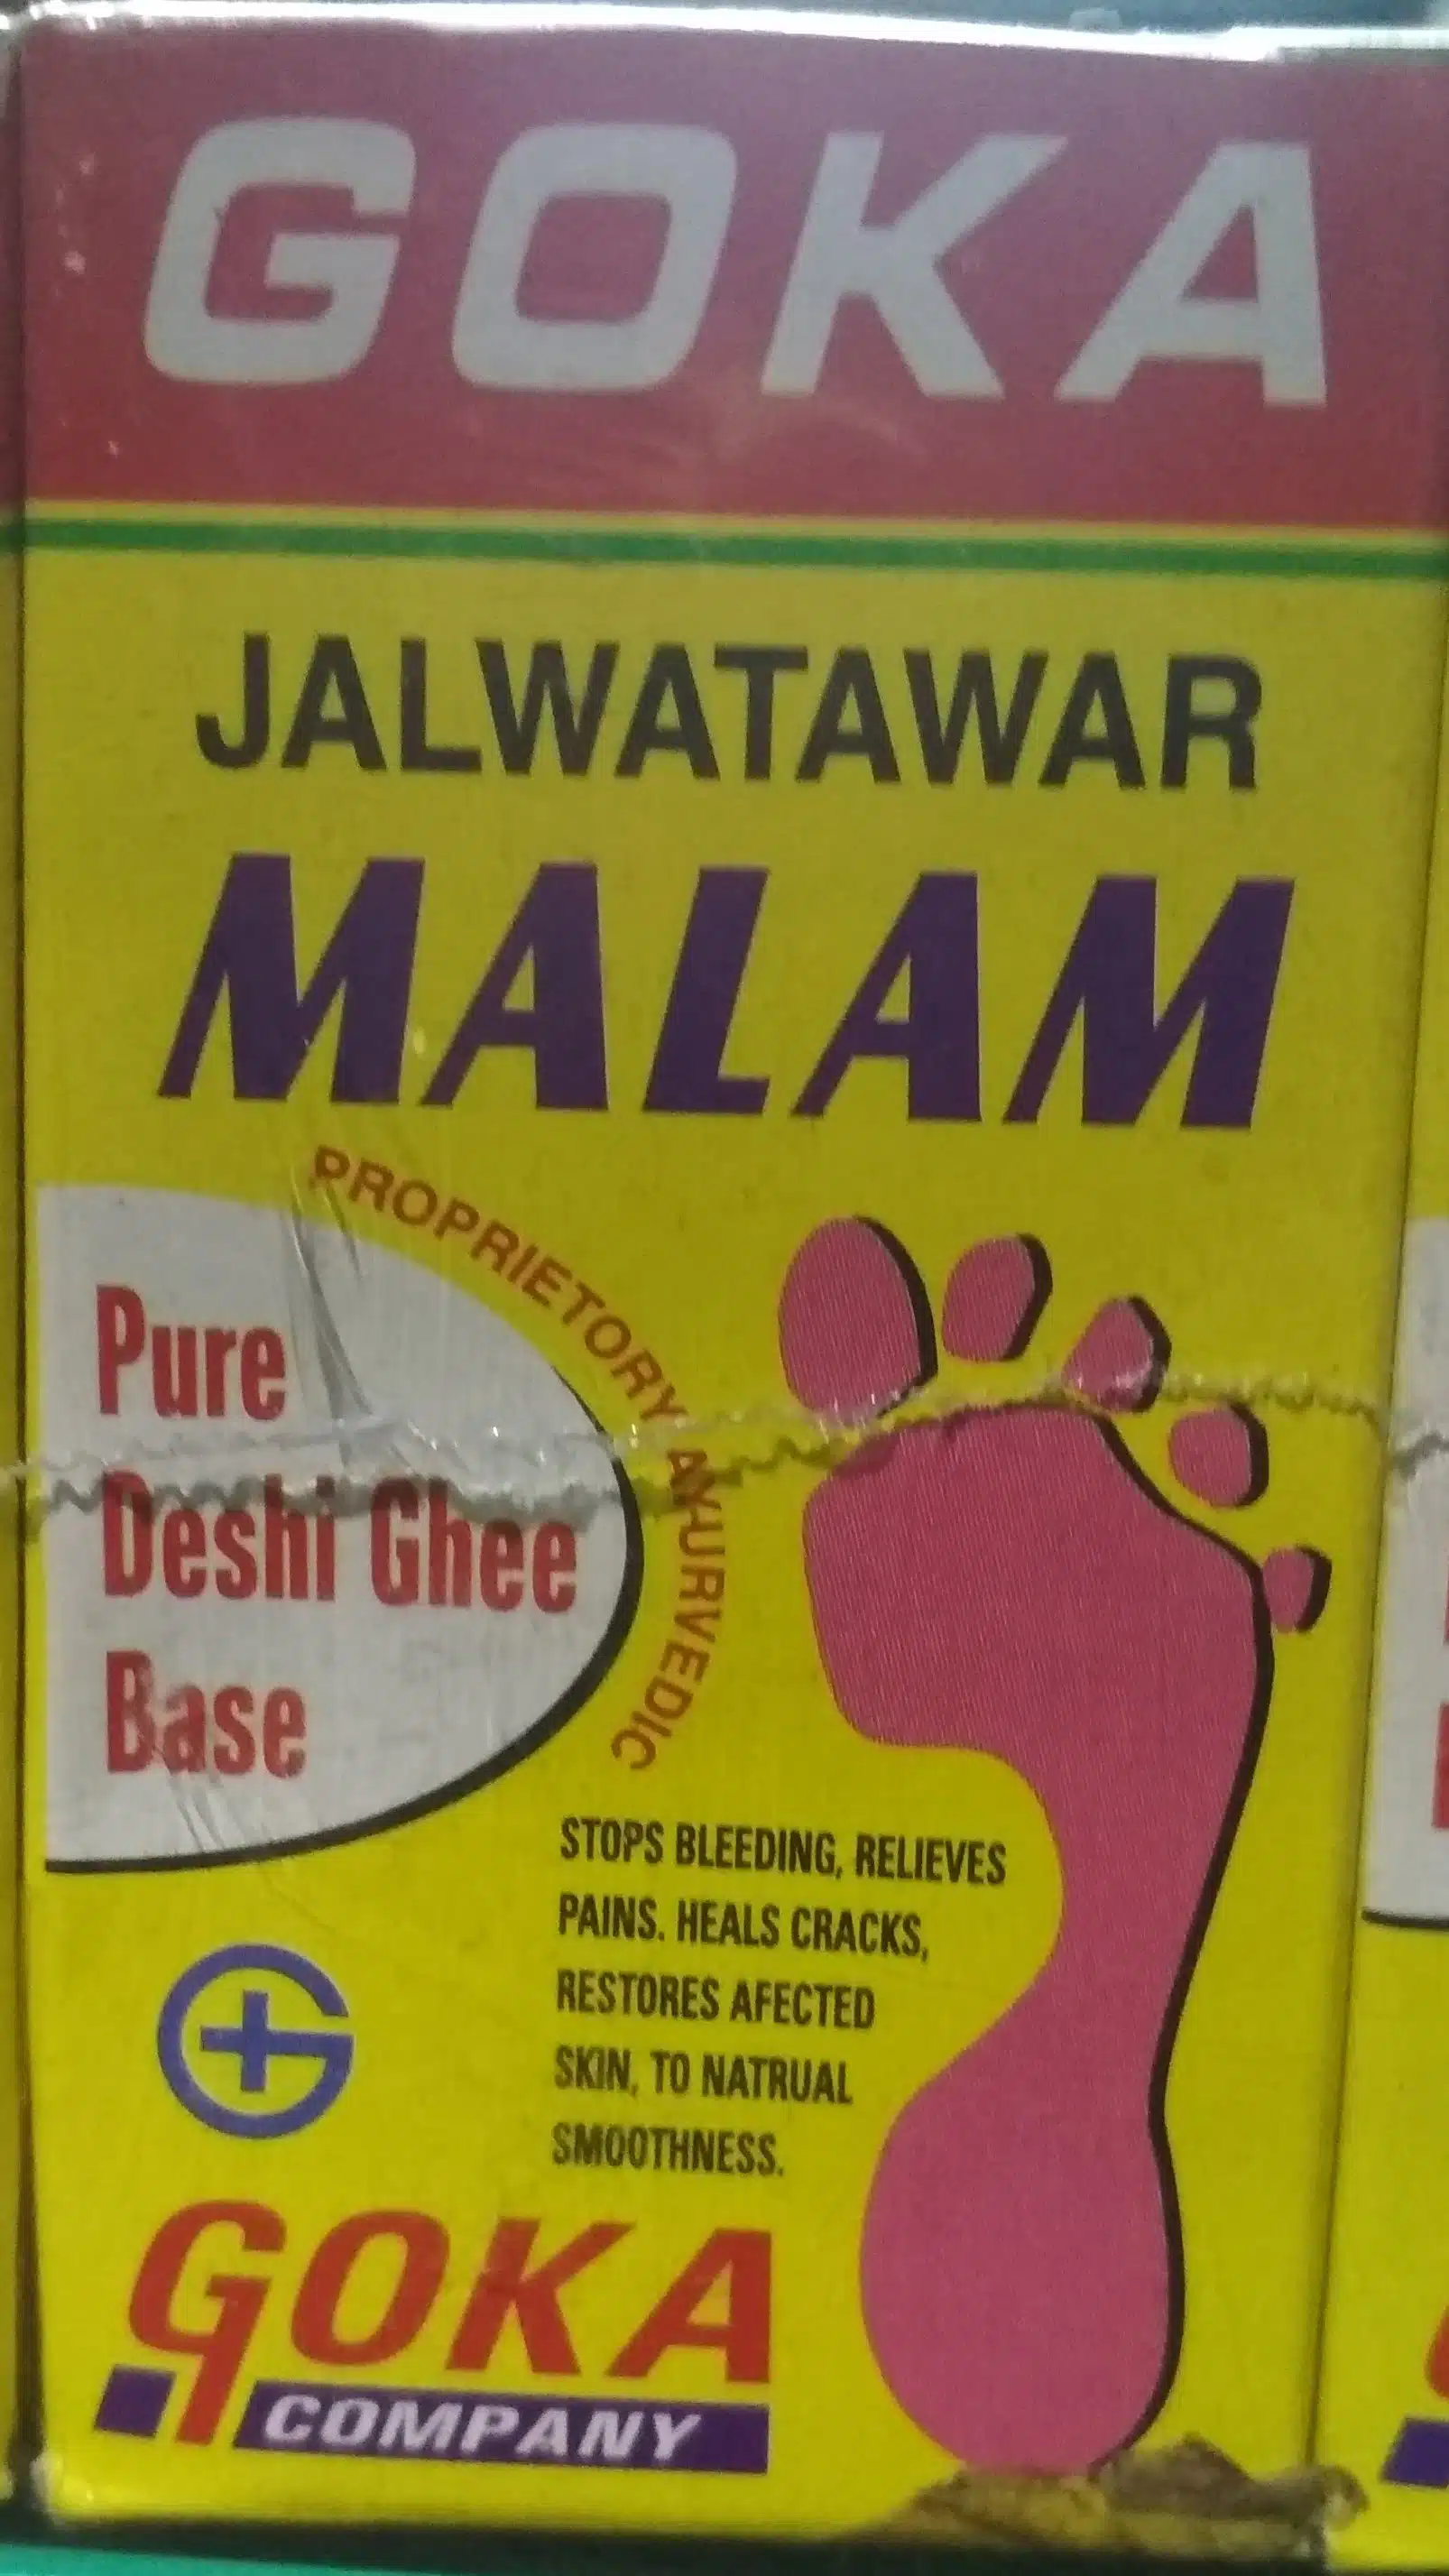 GOKA
JALWATAWAR
MALAM
PROPRIETORY AYURVEDIC
Pure
Deshi Ghee
Base
STOPS BLEEDING, RELIEVES
PAINS. HEALS CRACKS,
RESTORES AFECTED
SKIN, TO NATRUAL
SMOOTHNESS.
GOKA
COMPANY